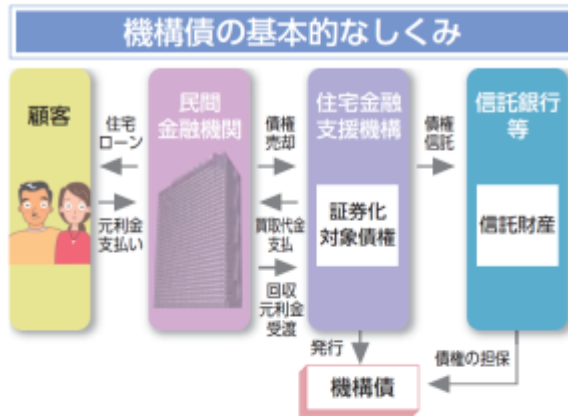 機構債の基本的なしくみ
顧客
住宅
ローン
元利金
支払い
民間
金融機関
債権
売却
買取代金
支払
回収
元利金
受渡
住宅金融
支援機構
証券化
対象債権
債権
信託
信託銀行
等
信託財産
発行
機構債
債権の担保